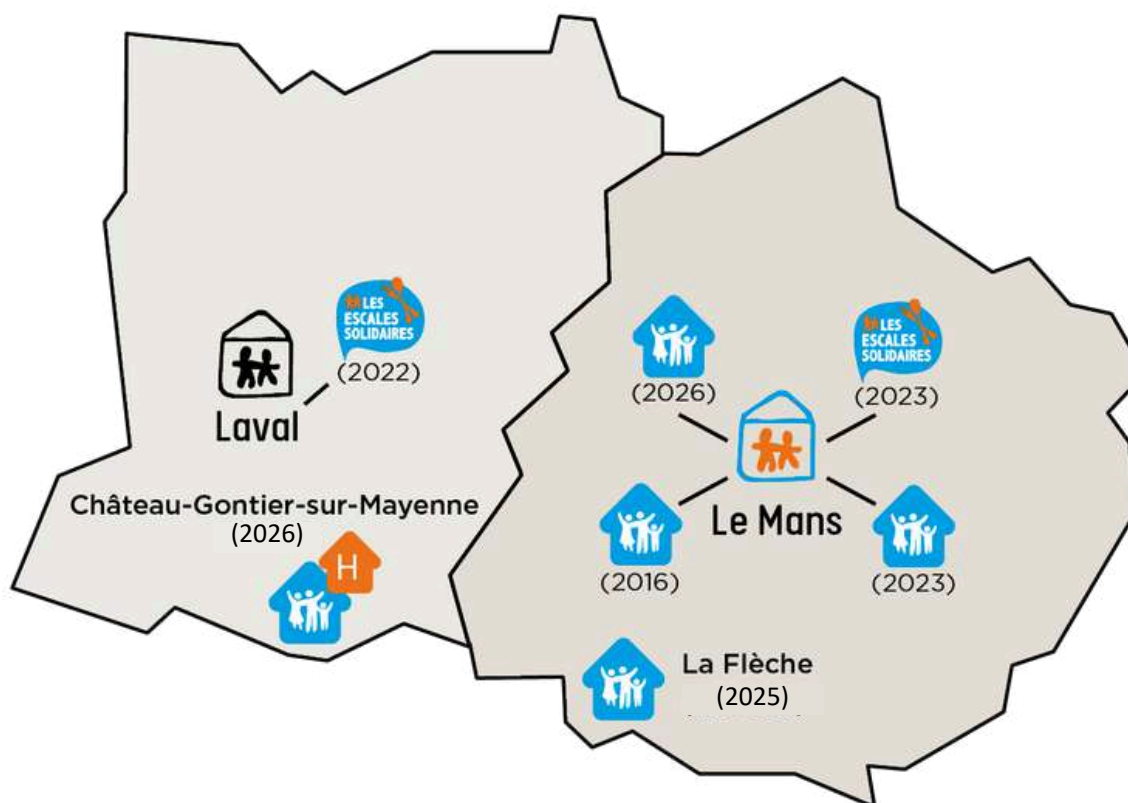 LES
ESCALES
SOLIDAIRES
(2022)
Laval
Château-Gontier-sur-Mayenne
(2026)
H
(2026)
LES
ESCALES
SOLIDAIRES
(2023)
Le Mans
(2016)
(2023)
La Flèche
(2025)